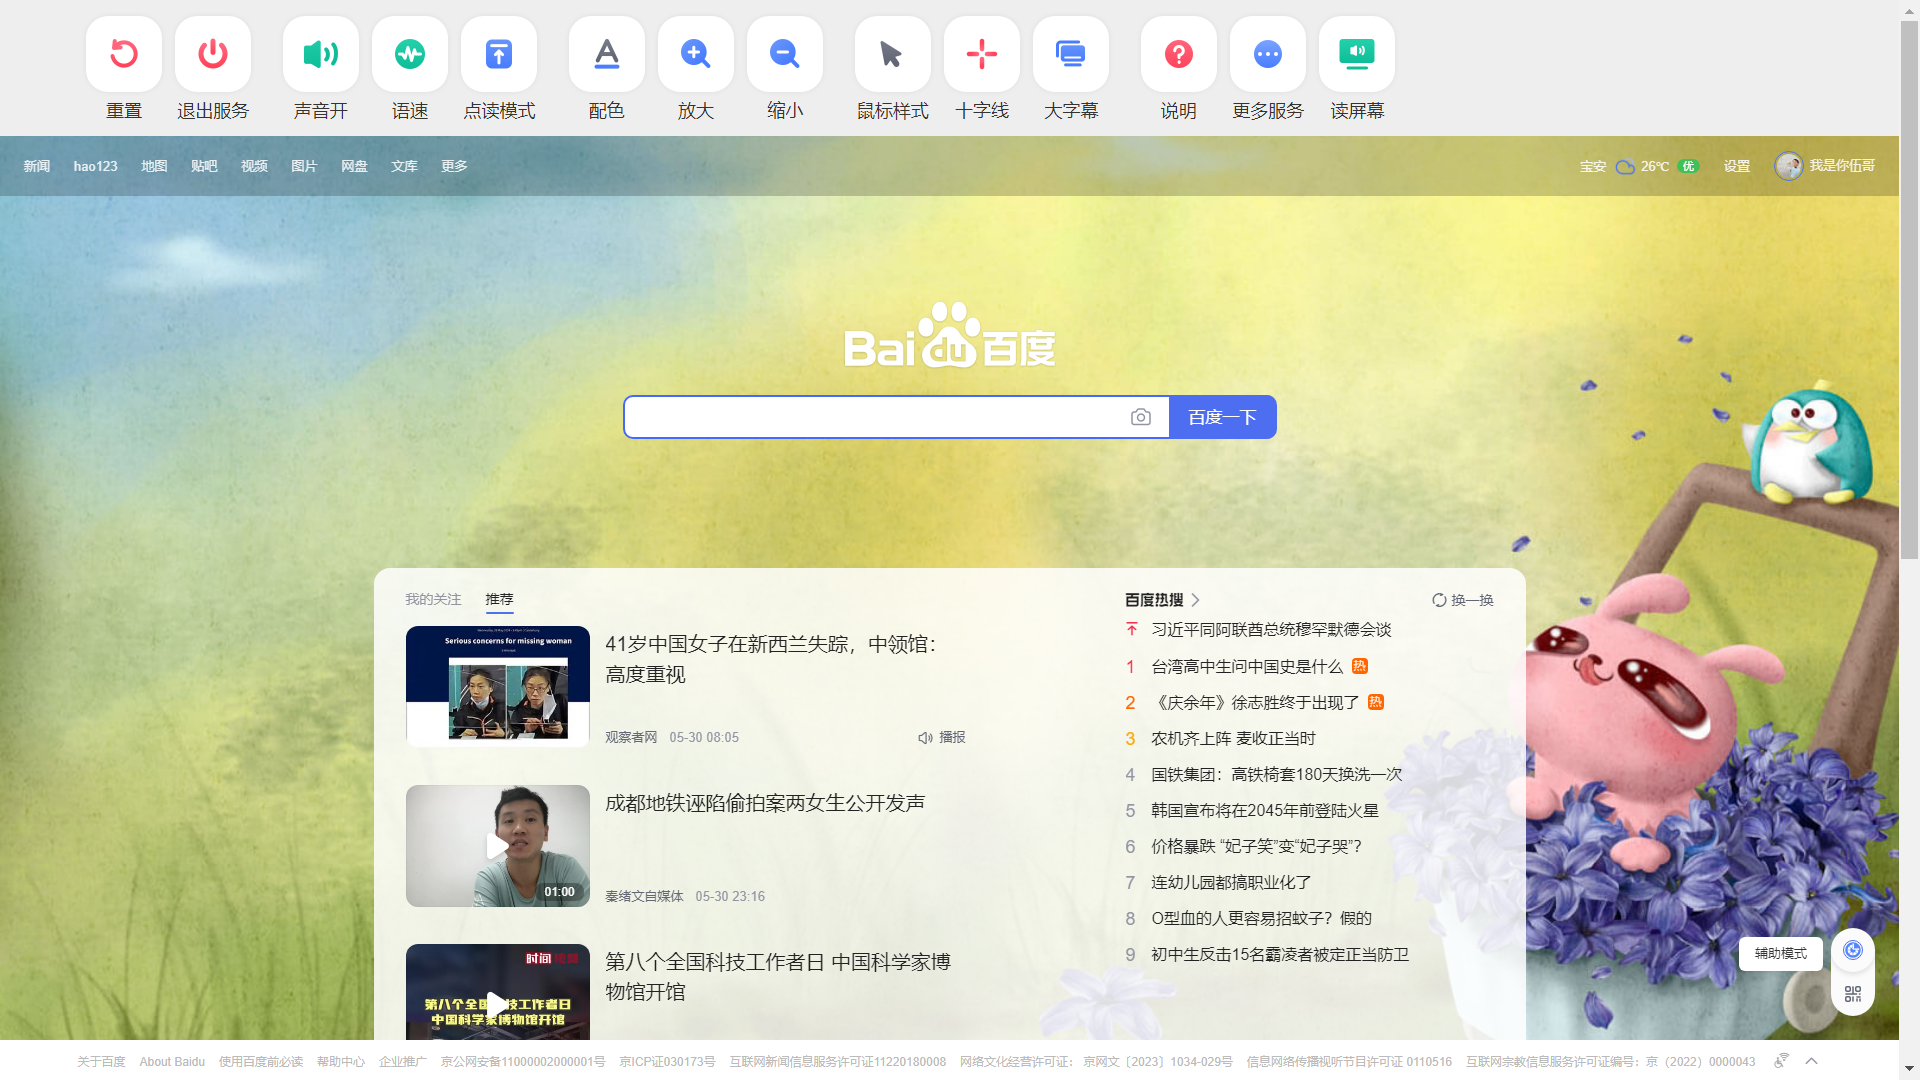 重置
退出服务
声音开
语速
点读模式
配色
放大
缩小
鼠标样式
十字线
大字幕
说明
更多服务
读屏幕
新闻
hao123
地图
贴吧
视频
图片
网盘
文库
更多
宝安
26℃
优
设置
我是你伍哥
Bai du 百度
百度一下
我的关注
推荐
Serious concerns for missing woman
41岁中国女子在新西兰失踪，中领馆：
高度重视
观察者网
05-30 08:05
播报
成都地铁诬陷偷拍案两女生公开发声
01:00
秦绪文自媒体
05-30 23:16
时间视频
第八个全国科技工作者日
中国科学家博物馆开馆
第八个全国科技工作者日 中国科学家博
物馆开馆
百度热搜
换一换
习近平同阿联酋总统穆罕默德会谈
1 台湾高中生问中国史是什么 热
2 《庆余年》徐志胜终于出现了 热
3 农机齐上阵 麦收正当时
4 国铁集团：高铁椅套180天换洗一次
5 韩国宣布将在2045年前登陆火星
6 价格暴跌 “妃子笑”变“妃子哭”？
7 连幼儿园都搞职业化了
8 O型血的人更容易招蚊子？假的
9 初中生反击15名霸凌者被定正当防卫
辅助模式
关于百度
About Baidu
使用百度前必读
帮助中心
企业推广
京公网安备11000002000001号
京ICP证030173号
互联网新闻信息服务许可证11220180008
网络文化经营许可证： 京网文〔2023〕1034-029号
信息网络传播视听节目许可证 0110516
互联网宗教信息服务许可证编号：京（2022）0000043